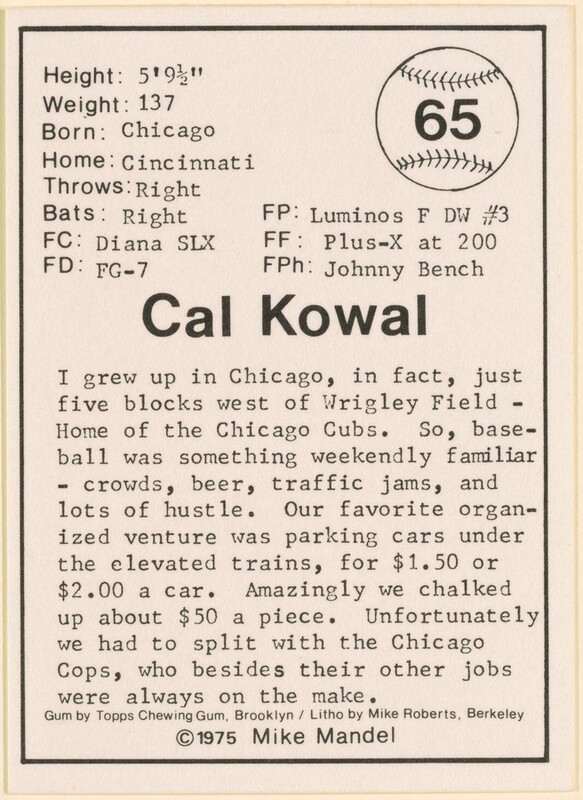 Height: 5'9½"
Weight: 137
Born: Chicago
Home: Cincinnati
Throws: Right
Bats: Right
FC: Diana SLX
FD: FG-7
65
FP: Luminos F DW #3
FF: Plus-X at 200
FPh: Johnny Bench
Cal Kowal
I grew up in Chicago, in fact, just
five blocks west of Wrigley Field -
Home of the Chicago Cubs.  So, base-
ball was something weekendly familiar
- crowds, beer, traffic jams, and
lots of hustle.  Our favorite organ-
ized venture was parking cars under
the elevated trains, for $1.50 or
$2.00 a car.  Amazingly we chalked
up about $50 a piece.  Unfortunately
we had to split with the Chicago
Cops, who besides their other jobs
were always on the make.
Gum by Topps Chewing Gum, Brooklyn / Litho by Mike Roberts, Berkeley
©1975 Mike Mandel